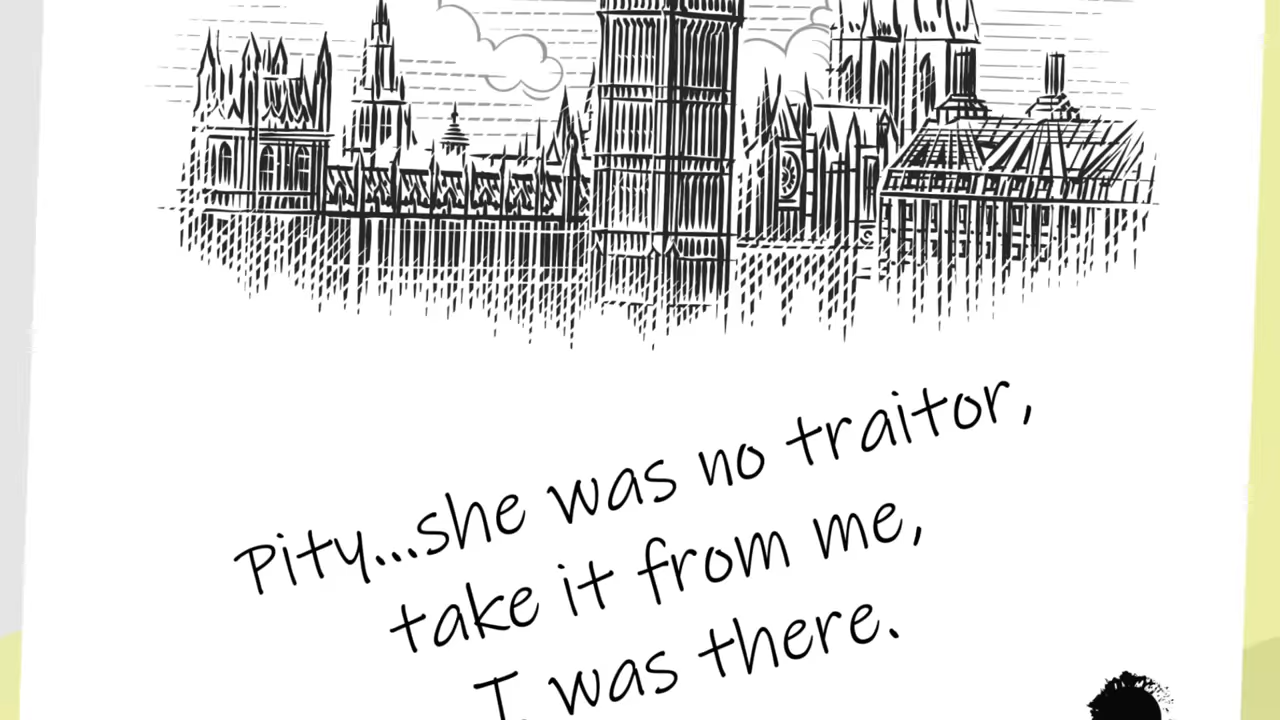 Pity...she was no traitor,
take it from me,
I was there.